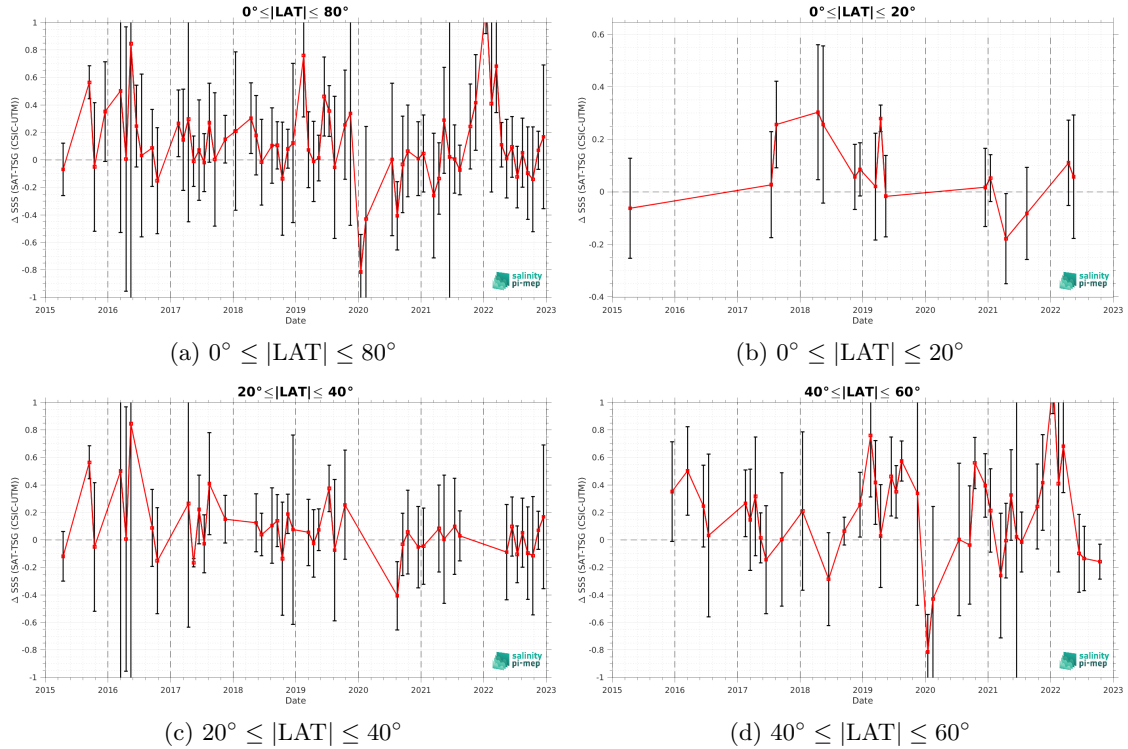 0°≤|LAT|≤ 80°
1
0.8
0.6
0.4
0.2
0
-0.2
-0.4
-0.6
-0.8
-1
Δ SSS (SAT-TSG (CSIC-UTM))
2015 2016 2017 2018 2019 2020 2021 2022 2023
Date
salinity
pi-mep
(a) 0° ≤ |LAT| ≤ 80°
0°≤|LAT|≤ 20°
0.6
0.4
0.2
0
-0.2
-0.4
Δ SSS (SAT-TSG (CSIC-UTM))
2015 2016 2017 2018 2019 2020 2021 2022 2023
Date
salinity
pi-mep
(b) 0° ≤ |LAT| ≤ 20°
20°≤|LAT|≤ 40°
1
0.8
0.6
0.4
0.2
0
-0.2
-0.4
-0.6
-0.8
-1
Δ SSS (SAT-TSG (CSIC-UTM))
2015 2016 2017 2018 2019 2020 2021 2022 2023
Date
salinity
pi-mep
(c) 20° ≤ |LAT| ≤ 40°
40°≤|LAT|≤ 60°
1
0.8
0.6
0.4
0.2
0
-0.2
-0.4
-0.6
-0.8
-1
Δ SSS (SAT-TSG (CSIC-UTM))
2015 2016 2017 2018 2019 2020 2021 2022 2023
Date
salinity
pi-mep
(d) 40° ≤ |LAT| ≤ 60°